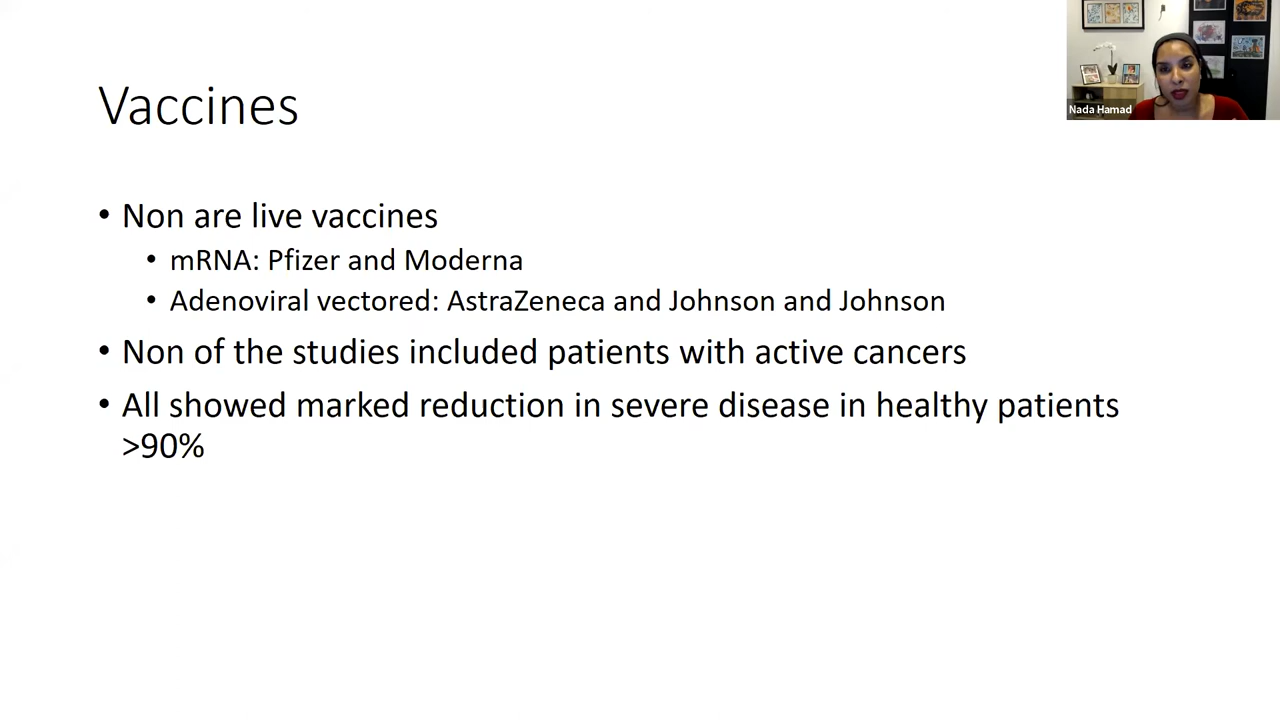 Vaccines
Nada Hamad
• Non are live vaccines
• mRNA: Pfizer and Moderna
• Adenoviral vectored: AstraZeneca and Johnson and Johnson
• Non of the studies included patients with active cancers
• All showed marked reduction in severe disease in healthy patients
>90%